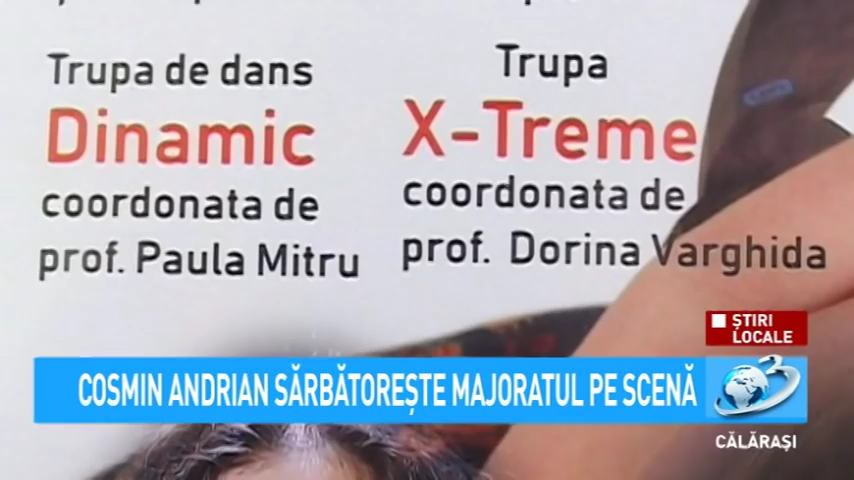 Trupa de dans
Dinamic
coordonata de
prof. Paula Mitru
Trupa
X-Treme
coordonata de
prof. Dorina Varghida
ȘTIRI
LOCALE
COSMIN ANDRIAN SĂRBĂTOREȘTE MAJORATUL PE SCENĂ
3
CĂLĂRAȘI